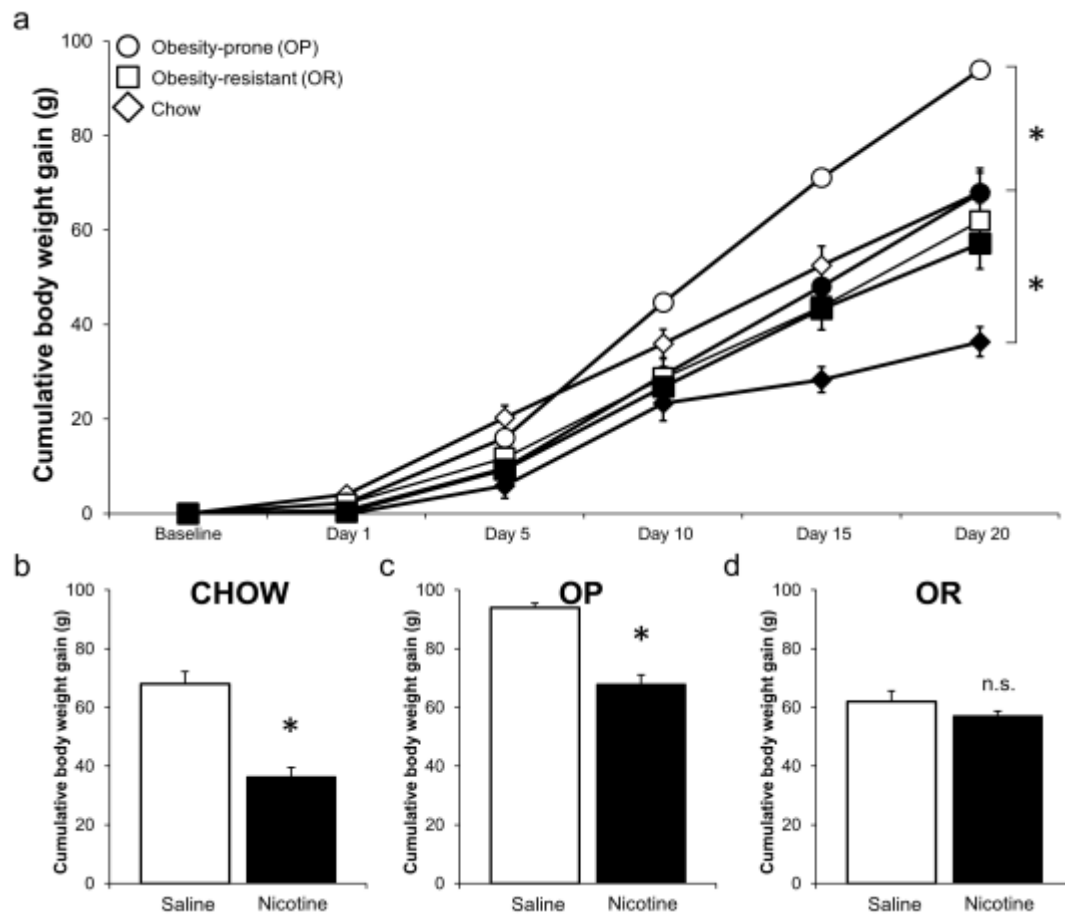 a
Cumulative body weight gain (g)
100
80
60
40
20
0
Obesity-prone (OP)
Obesity-resistant (OR)
Chow
*
*
Baseline Day 1 Day 5 Day 10 Day 15 Day 20
b
CHOW
Cumulative body weight gain (g)
100
80
60
40
20
0
*
Saline Nicotine
c
OP
Cumulative body weight gain (g)
100
80
60
40
20
0
*
Saline Nicotine
d
OR
Cumulative body weight gain (g)
100
80
60
40
20
0
n.s.
Saline Nicotine